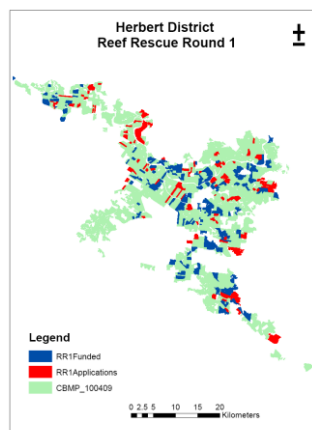 Herbert District
Reef Rescue Round 1
Legend
RR1Funded
RR1Applications
CBMP_100409
0 2.5 5 10 15 20
Kilometers